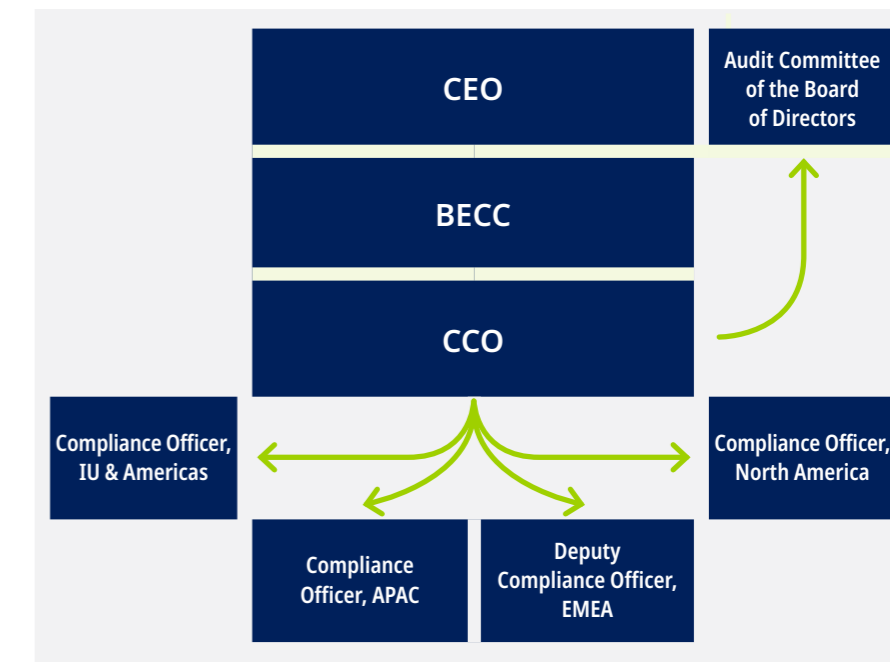 CEO
Audit Committee
of the Board
of Directors
BECC
CCO
Compliance Officer,
IU & Americas
Compliance Officer,
North America
Compliance
Officer, APAC
Deputy
Compliance Officer,
EMEA